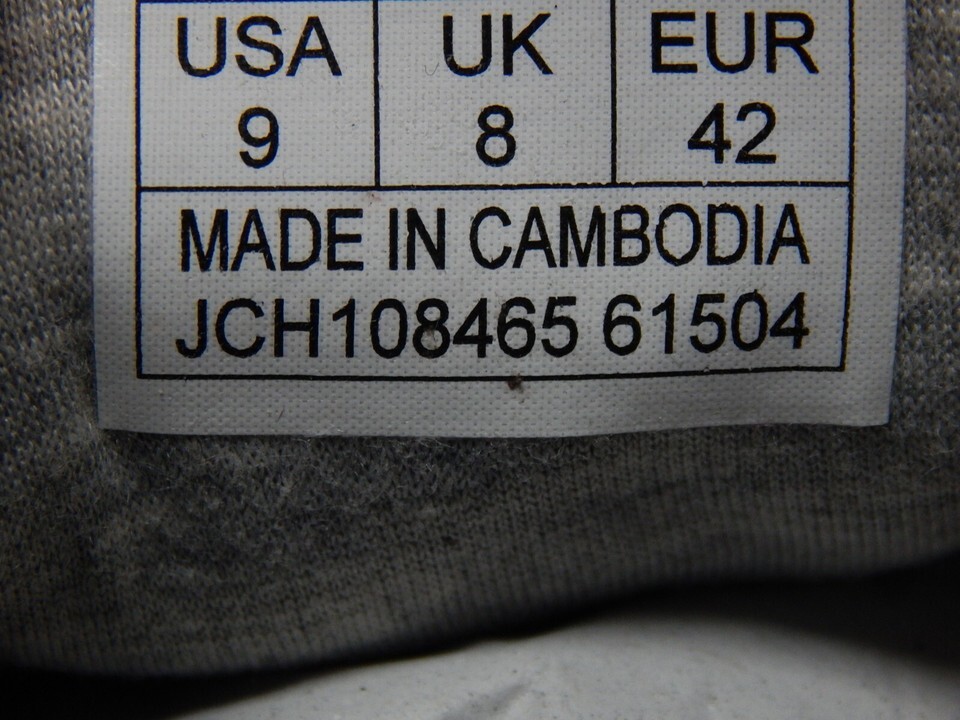 USA UK EUR
9 8 42
MADE IN CAMBODIA
JCH108465 61504